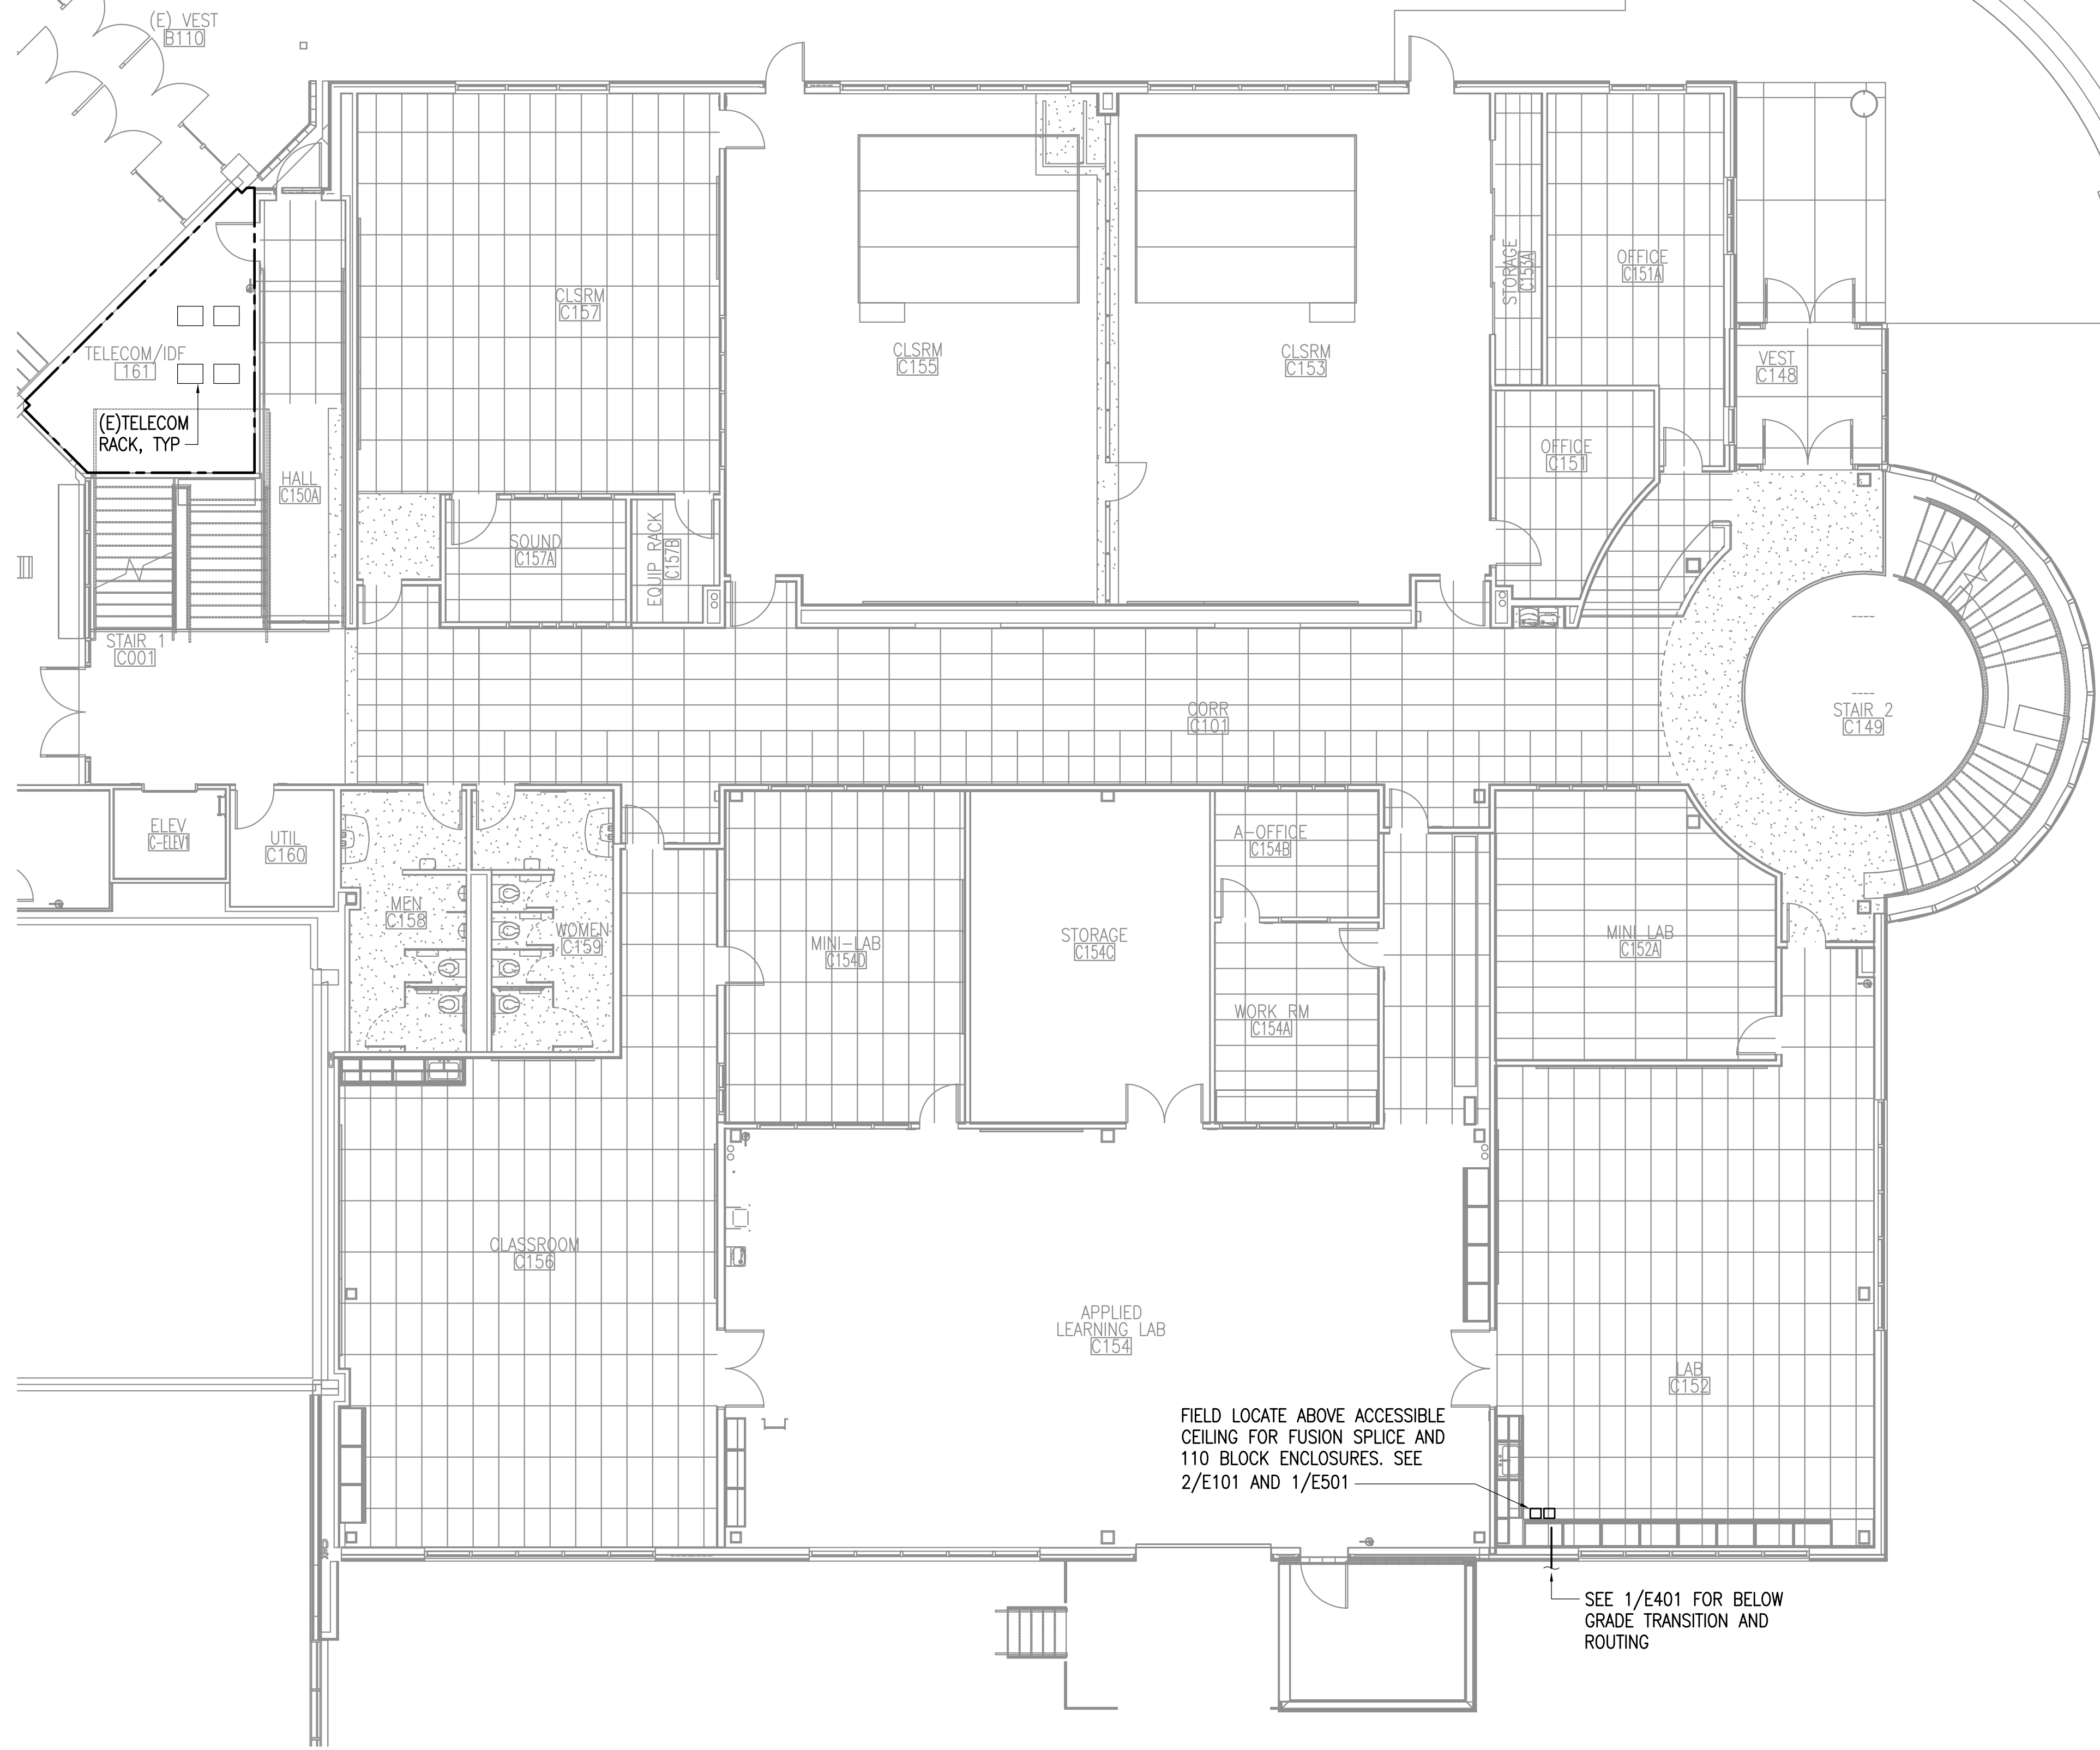 (E) VEST
B110
CLSRM
C157
TELECOM/IDF
161
(E)TELECOM
RACK, TYP
HALL
C150A
CLSRM
C155
CLSRM
C153
STORAGE
C153A
OFFICE
C151A
VEST
C148
OFFICE
C151
SOUND
C157A
EQUIP RACK
C157B
STAIR 1
C001
CORR
C101
STAIR 2
C149
ELEV
C-ELEV1
UTIL
C160
MEN
C158
WOMEN
C159
MINI-LAB
C154D
STORAGE
C154C
A-OFFICE
C154B
WORK RM
C154A
MINI LAB
C152A
CLASSROOM
C156
APPLIED
LEARNING LAB
C154
LAB
C152
FIELD LOCATE ABOVE ACCESSIBLE
CEILING FOR FUSION SPLICE AND
110 BLOCK ENCLOSURES. SEE
2/E101 AND 1/E501
SEE 1/E401 FOR BELOW
GRADE TRANSITION AND
ROUTING